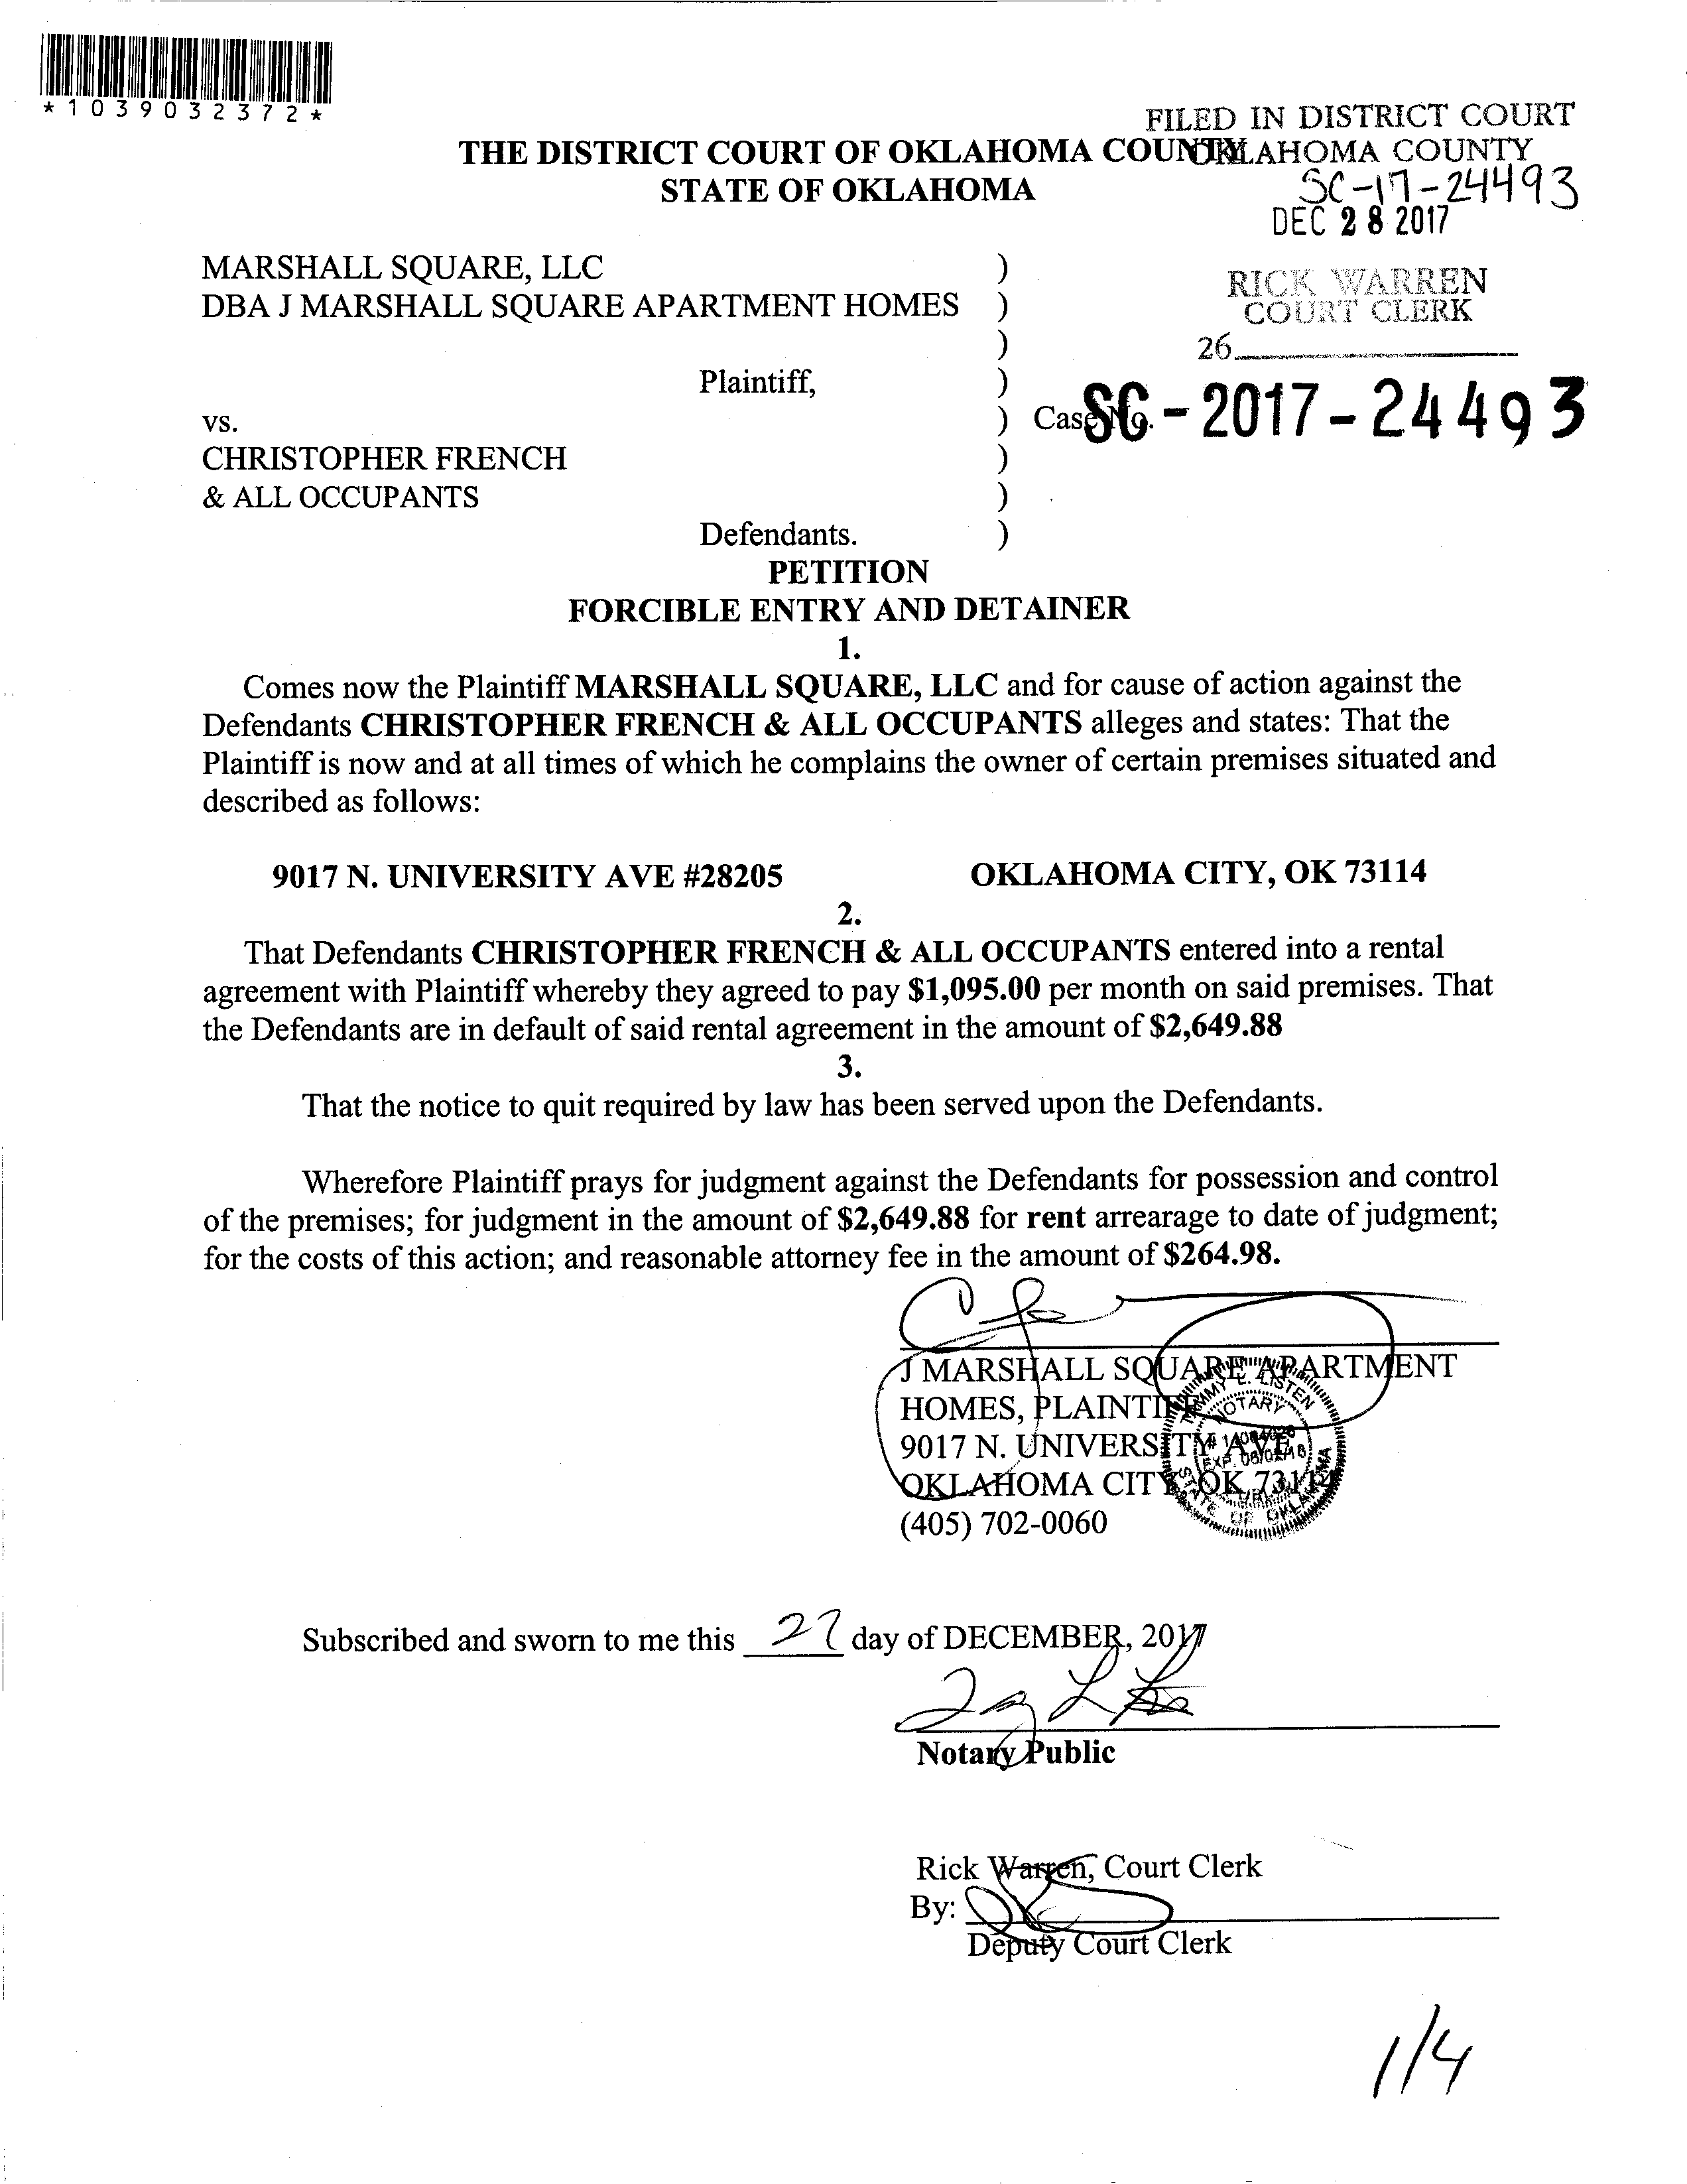 *1039032372*
FILED IN DISTRICT COURT
OKLAHOMA COUNTY
THE DISTRICT COURT OF OKLAHOMA COUNTY
STATE OF OKLAHOMA
SC-17-24493
DEC 28 2017
MARSHALL SQUARE, LLC )
DBA J MARSHALL SQUARE APARTMENT HOMES )
RICK WARREN
COURT CLERK
)
26
Plaintiff, )
vs. ) Case No. SC-2017-24493
CHRISTOPHER FRENCH )
& ALL OCCUPANTS )
Defendants. )
PETITION
FORCIBLE ENTRY AND DETAINER
1.
Comes now the Plaintiff MARSHALL SQUARE, LLC and for cause of action against the
Defendants CHRISTOPHER FRENCH & ALL OCCUPANTS alleges and states: That the
Plaintiff is now and at all times of which he complains the owner of certain premises situated and
described as follows:
9017 N. UNIVERSITY AVE #28205 OKLAHOMA CITY, OK 73114
2.
That Defendants CHRISTOPHER FRENCH & ALL OCCUPANTS entered into a rental
agreement with Plaintiff whereby they agreed to pay $1,095.00 per month on said premises. That
the Defendants are in default of said rental agreement in the amount of $2,649.88
3.
That the notice to quit required by law has been served upon the Defendants.
Wherefore Plaintiff prays for judgment against the Defendants for possession and control
of the premises; for judgment in the amount of $2,649.88 for rent arrearage to date of judgment;
for the costs of this action; and reasonable attorney fee in the amount of $264.98.
J MARSHALL SQUARE APARTMENT
HOMES, PLAINTIFF
9017 N. UNIVERSITY AVE
OKLAHOMA CITY, OK 73114
(405) 702-0060
E. LISTEN
NOTARY
EXP.
STATE OF OKLAHOMA
Subscribed and sworn to me this 27 day of DECEMBER, 2017
Notary Public
Rick Warren, Court Clerk
By:
Deputy Court Clerk
1/4